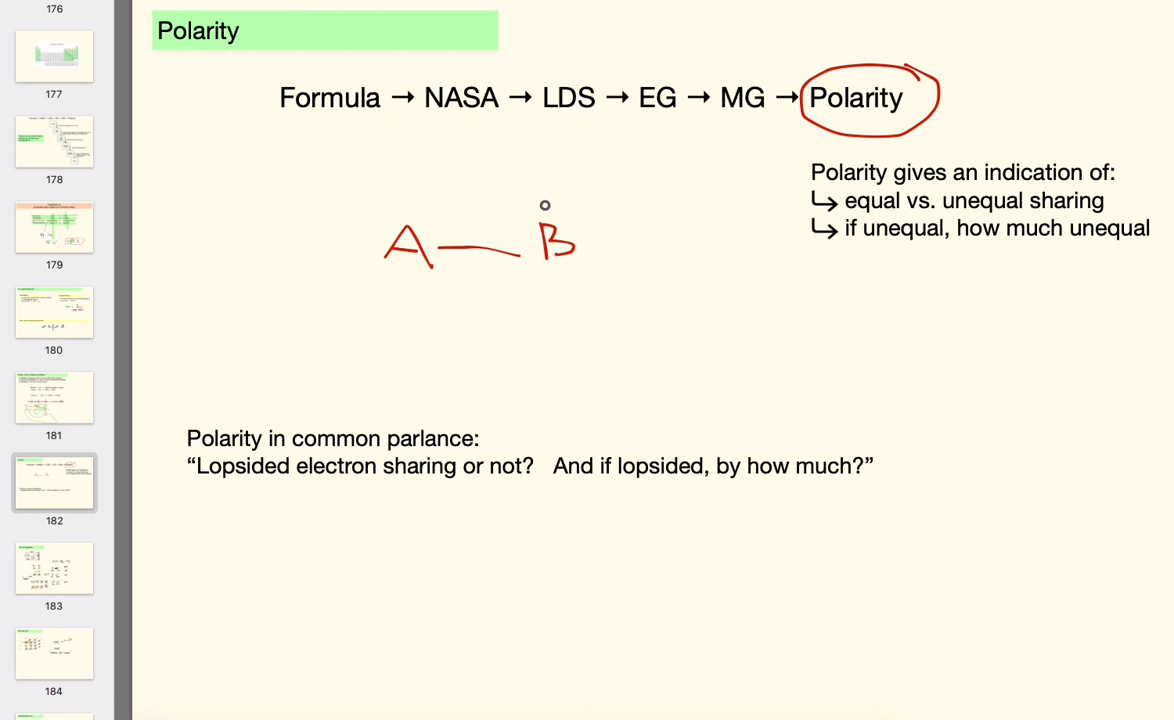 176
177
178
179
180
181
182
183
184
Polarity
Formula → NASA → LDS → EG → MG → Polarity
Polarity gives an indication of:
↳ equal vs. unequal sharing
↳ if unequal, how much unequal
A — B
Polarity in common parlance:
“Lopsided electron sharing or not? And if lopsided, by how much?”